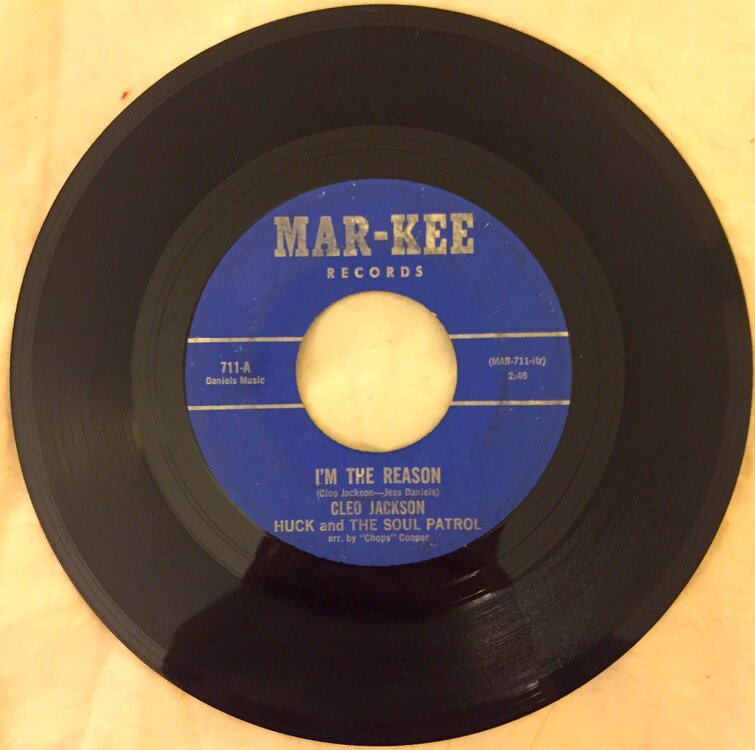 MAR-KEE
RECORDS
711-A
Daniels Music
(MAR-711-itr)
2:46
I'M THE REASON
(Cleo Jackson—Jess Daniels)
CLEO JACKSON
HUCK and THE SOUL PATROL
arr. by "Chops" Cooper